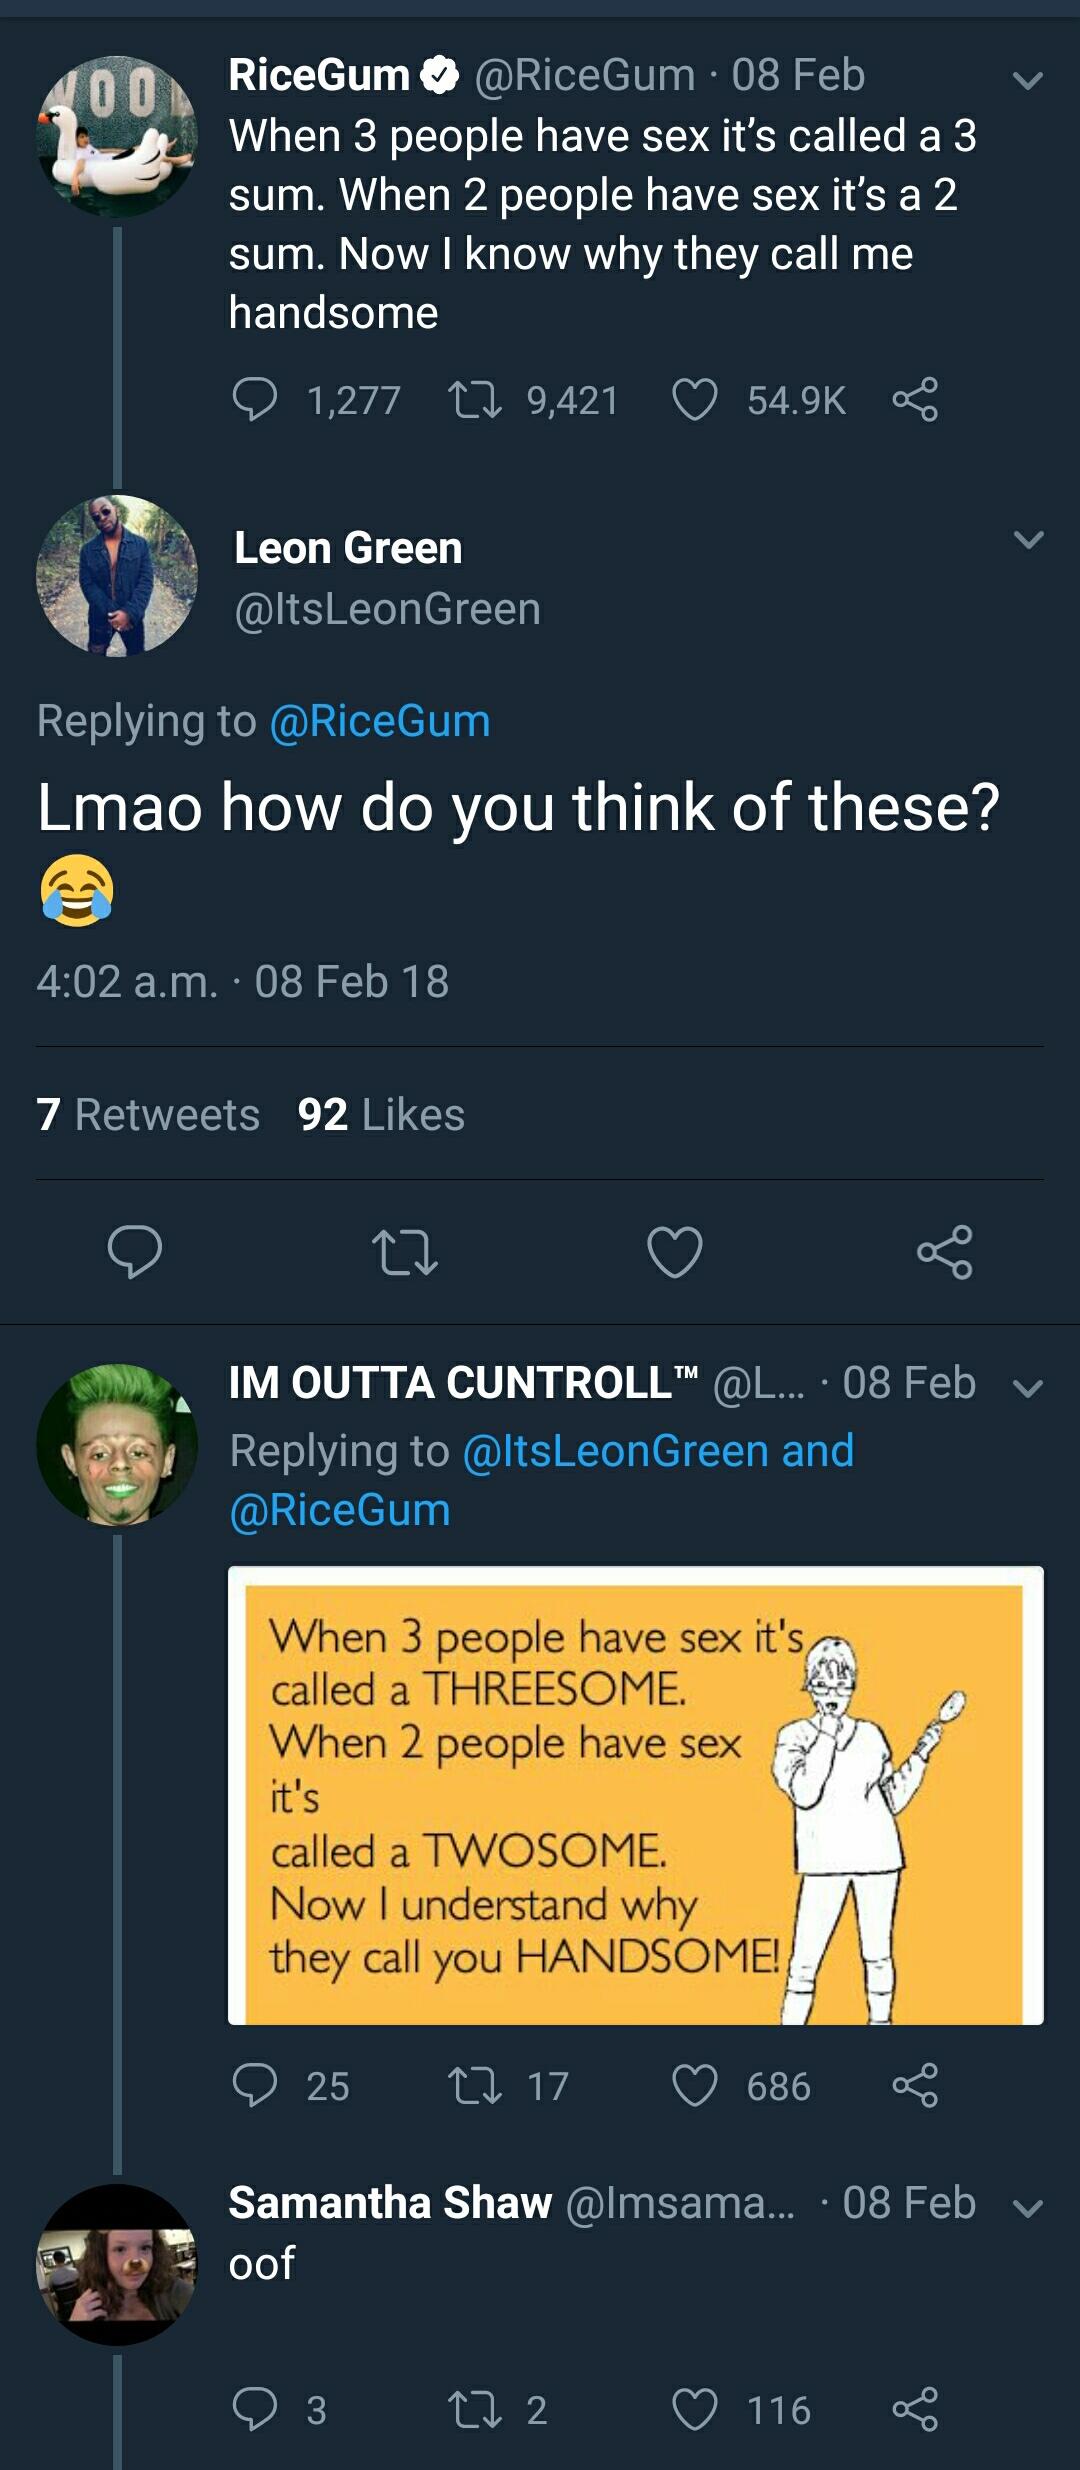 RiceGum @RiceGum · 08 Feb
When 3 people have sex it's called a 3
sum. When 2 people have sex it's a 2
sum. Now I know why they call me
handsome
1,277 9,421 54.9K
Leon Green
@ItsLeonGreen
Replying to @RiceGum
Lmao how do you think of these?
😂
4:02 a.m. · 08 Feb 18
7 Retweets 92 Likes
IM OUTTA CUNTROLL™ @L... · 08 Feb
Replying to @ItsLeonGreen and
@RiceGum
When 3 people have sex it's
called a THREESOME.
When 2 people have sex
it's
called a TWOSOME.
Now I understand why
they call you HANDSOME!
25 17 686
Samantha Shaw @Imsama... · 08 Feb
oof
3 2 116